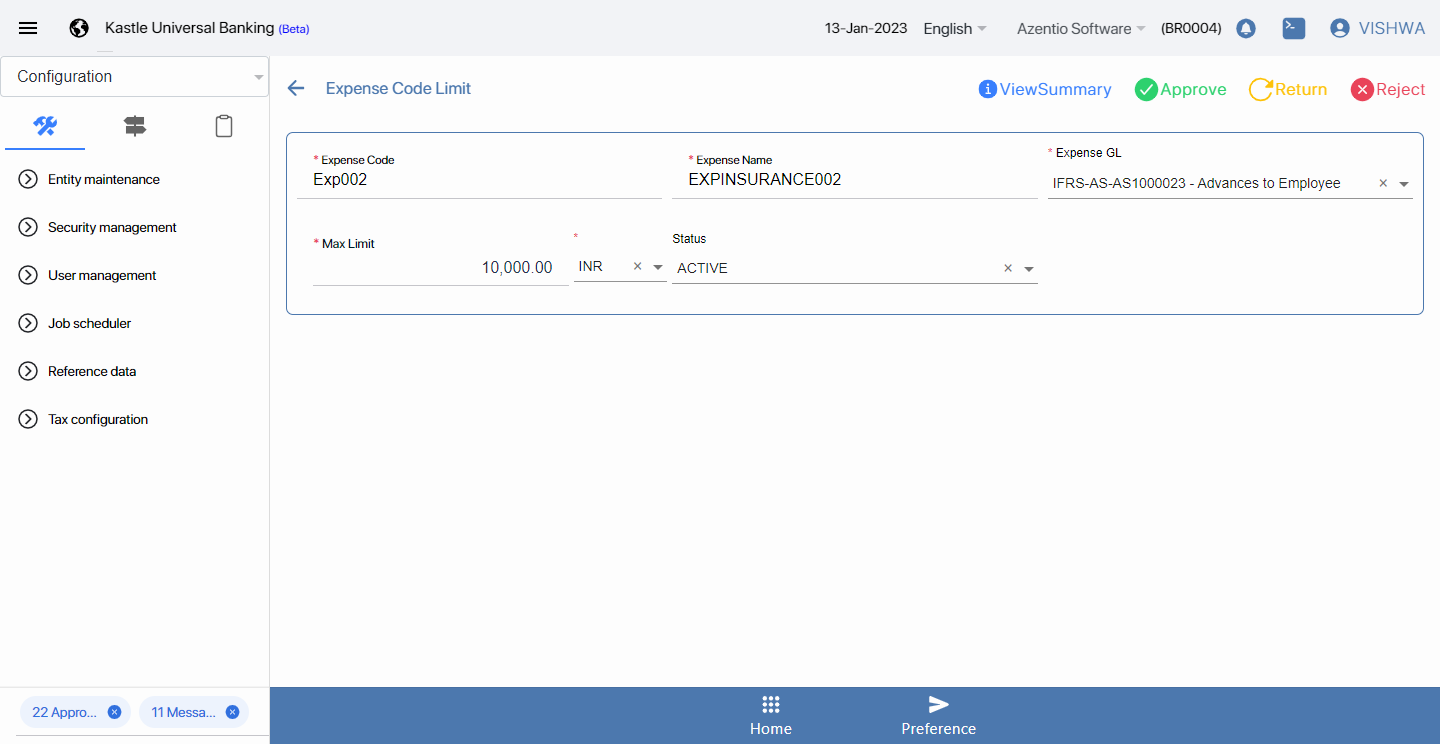 Kastle Universal Banking (Beta)
13-Jan-2023 English Azentio Software (BR0004) VISHWA
Configuration
Entity maintenance
Security management
User management
Job scheduler
Reference data
Tax configuration
22 Appro... 11 Messa...
Expense Code Limit
ViewSummary Approve Return Reject
* Expense Code
Exp002
* Expense Name
EXPINSURANCE002
* Expense GL
IFRS-AS-AS1000023 - Advances to Employee
* Max Limit
10,000.00
*
INR
Status
ACTIVE
Home
Preference